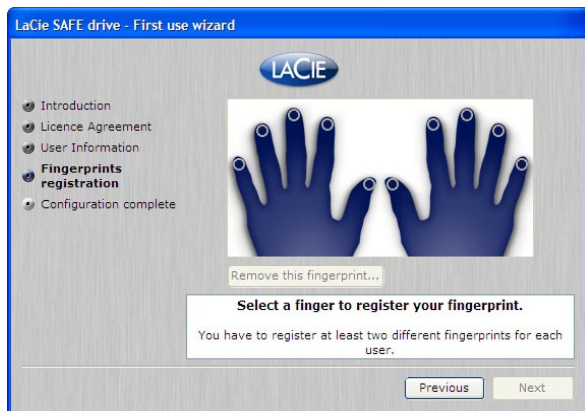 LaCie SAFE drive - First use wizard
LACIE
Introduction
Licence Agreement
User Information
Fingerprints
registration
Configuration complete
Remove this fingerprint...
Select a finger to register your fingerprint.
You have to register at least two different fingerprints for each
user.
Previous
Next